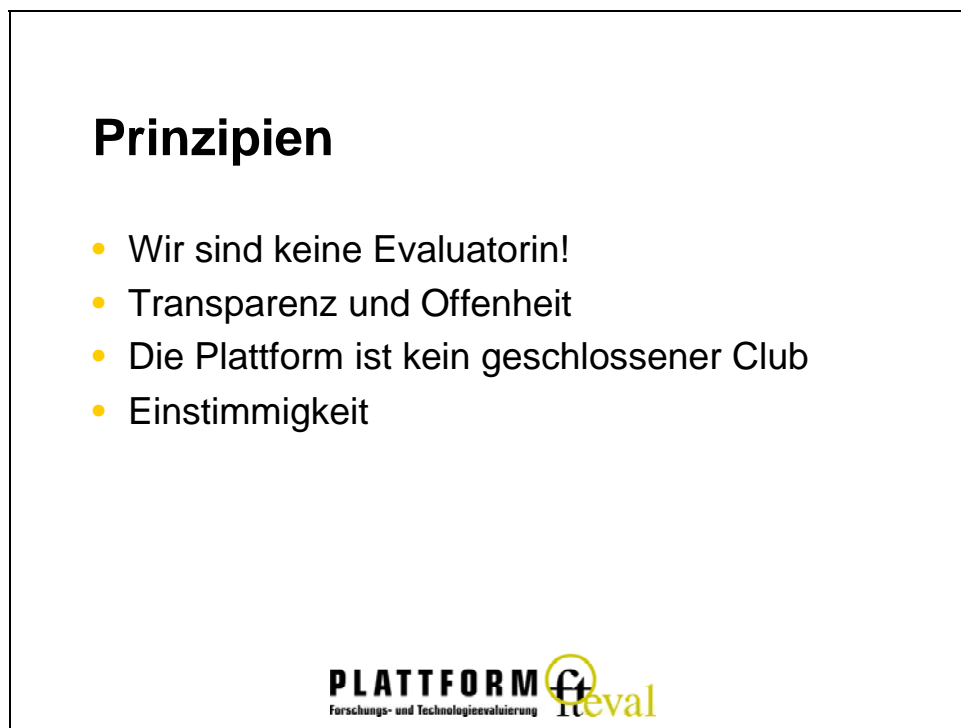 Prinzipien
• Wir sind keine Evaluatorin!
• Transparenz und Offenheit
• Die Plattform ist kein geschlossener Club
• Einstimmigkeit
PLATTFORM fteval
Forschungs- und Technologieevaluierung